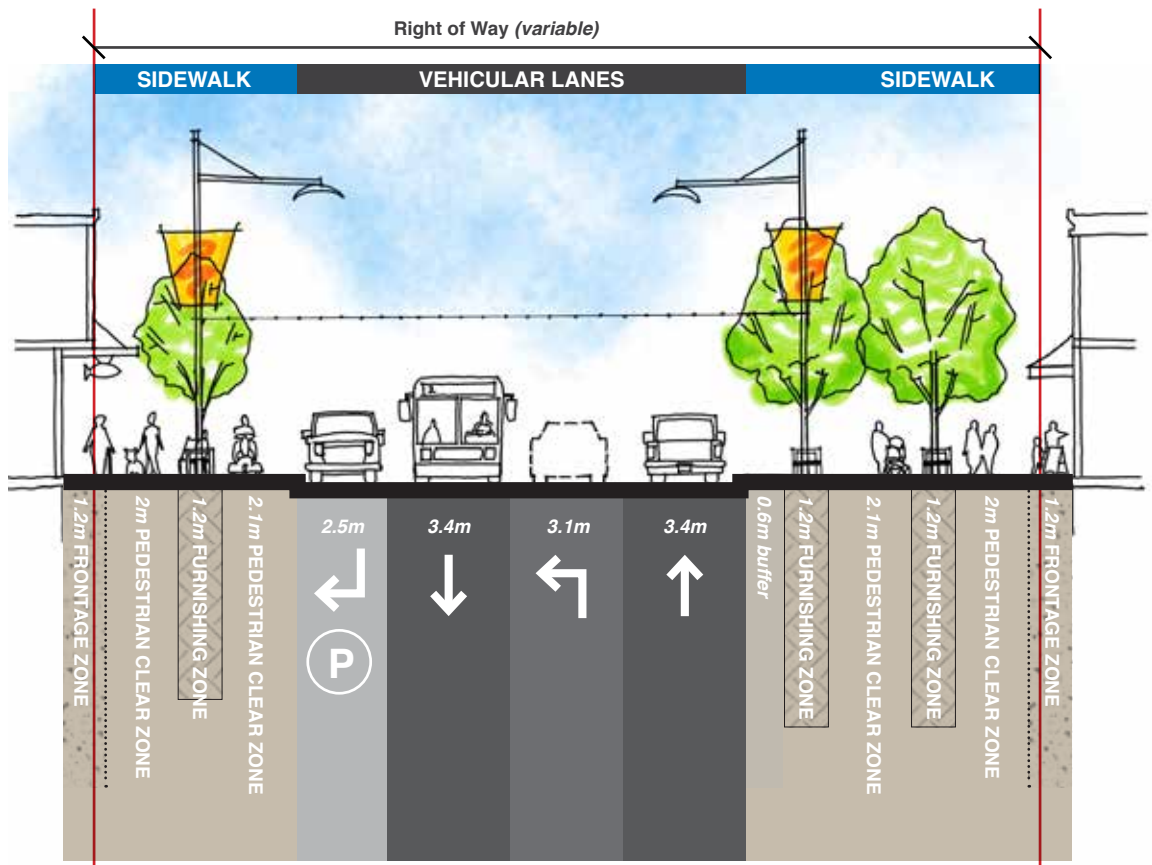 Right of Way (variable)
SIDEWALK
VEHICULAR LANES
SIDEWALK
1.2m FRONTAGE ZONE
2m PEDESTRIAN CLEAR ZONE
1.2m FURNISHING ZONE
2.1m PEDESTRIAN CLEAR ZONE
2.5m
P
3.4m
3.1m
3.4m
0.6m buffer
1.2m FURNISHING ZONE
2.1m PEDESTRIAN CLEAR ZONE
1.2m FURNISHING ZONE
2m PEDESTRIAN CLEAR ZONE
1.2m FRONTAGE ZONE